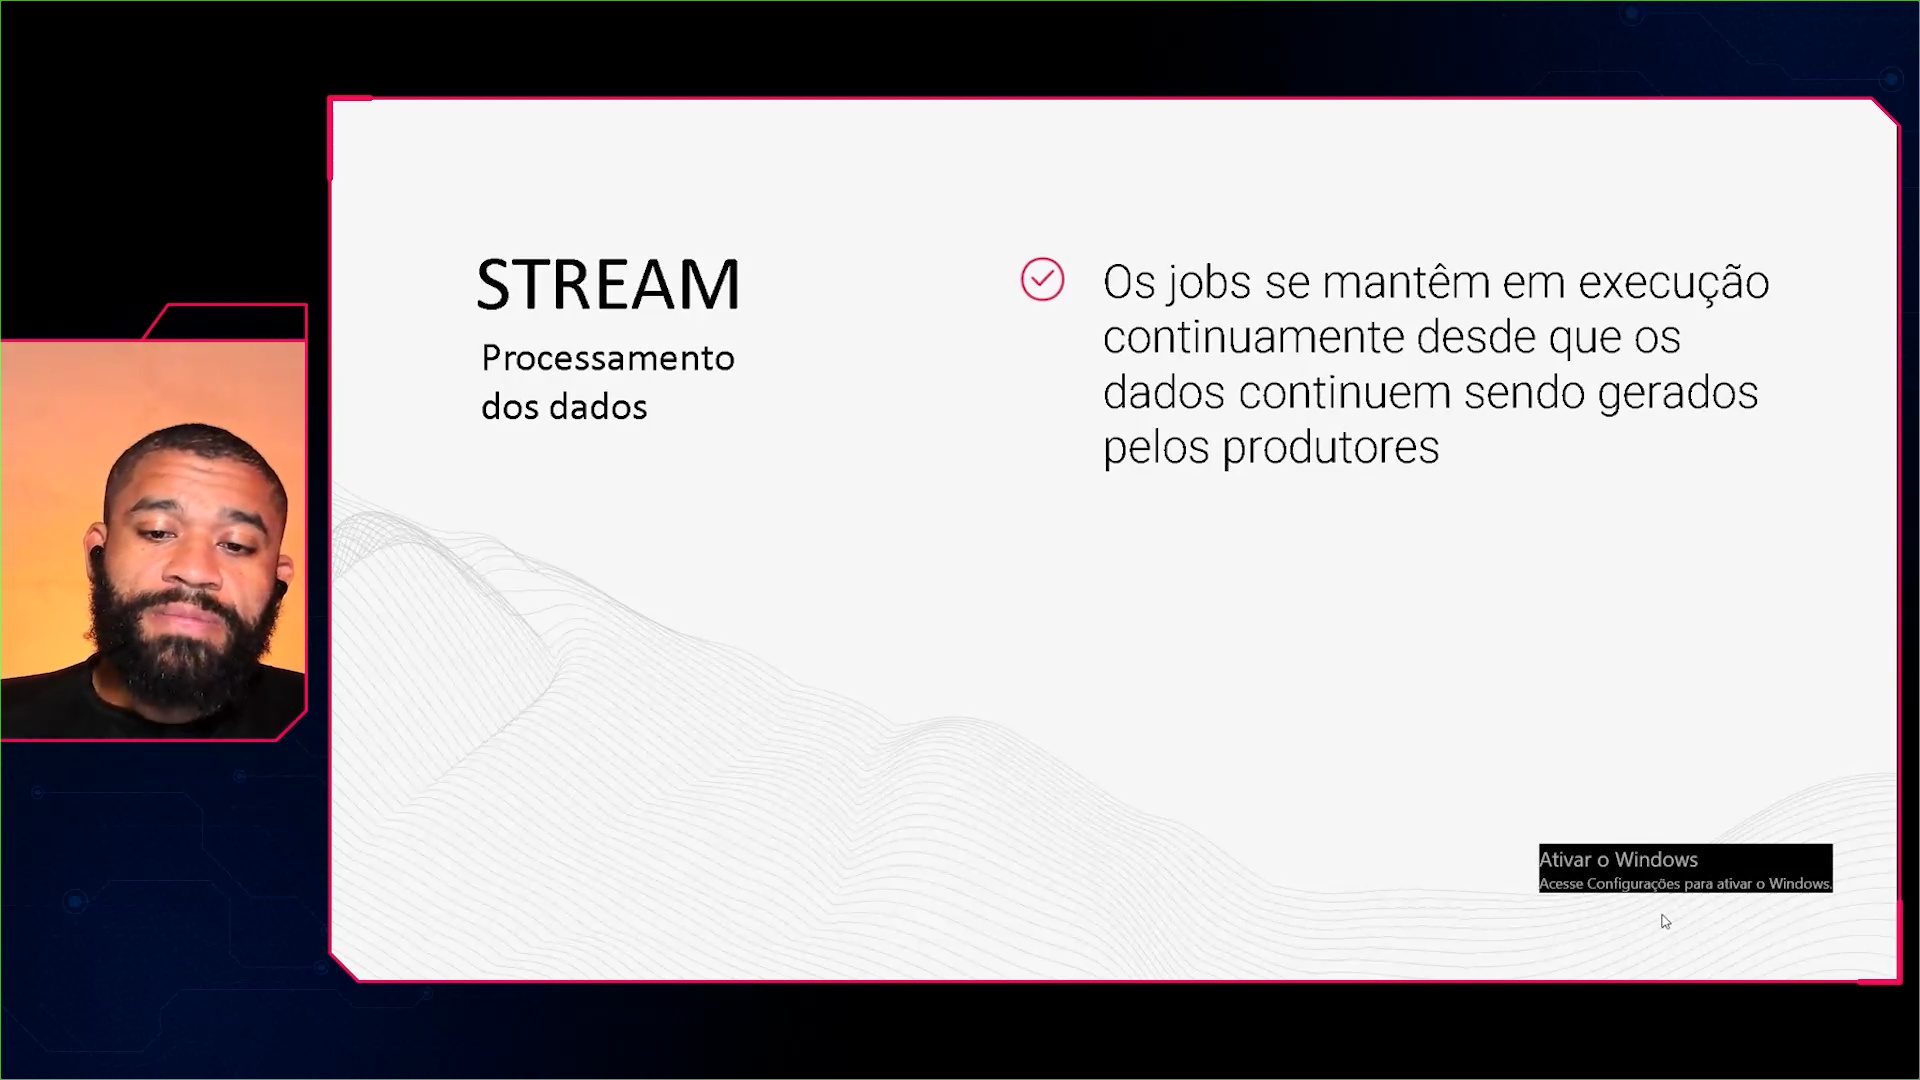 STREAM
Processamento
dos dados
Os jobs se mantêm em execução
continuamente desde que os
dados continuem sendo gerados
pelos produtores
Ativar o Windows
Acesse Configurações para ativar o Windows.